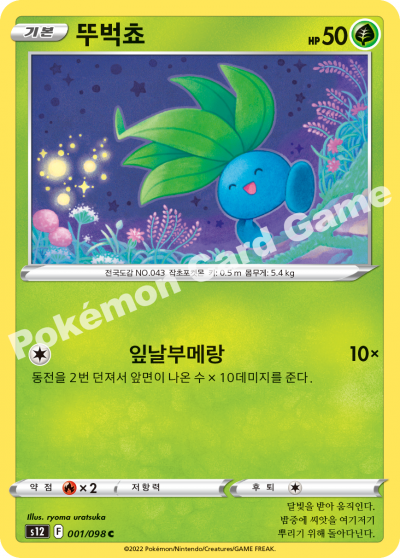 기본 뚜벅쵸 HP 50
전국도감 NO.043 잡초포켓몬 키: 0.5 m 몸무게: 5.4 kg
Pokémon Card Game
잎날부메랑 10×
동전을 2번 던져서 앞면이 나온 수 × 10데미지를 준다.
약점 × 2 저항력 후퇴
Illus. ryoma uratsuka
s12 F 001/098 C
달빛을 받아 움직인다.
밤중에 씨앗을 여기저기
뿌리기 위해 돌아다닌다.
©2022 Pokémon/Nintendo/Creatures/GAME FREAK.